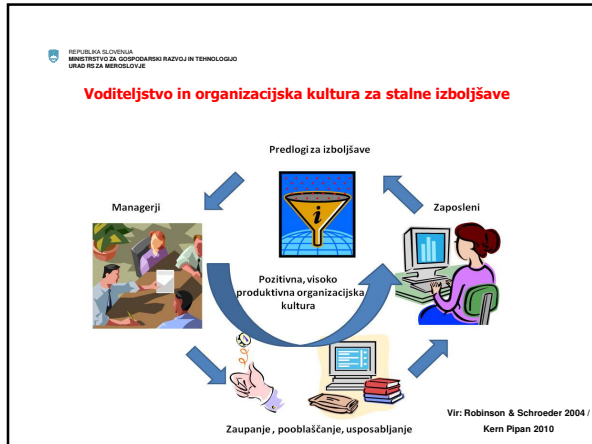 REPUBLIKA SLOVENIJA
MINISTRSTVO ZA GOSPODARSKI RAZVOJ IN TEHNOLOGIJO
URAD RS ZA MEROSLOVJE
Voditeljstvo in organizacijska kultura za stalne izboljšave
Predlogi za izboljšave
Managerji
Zaposleni
i
Pozitivna, visoko
produktivna organizacijska
kultura
Zaupanje , pooblaščanje, usposabljanje
Vir: Robinson & Schroeder 2004 /
Kern Pipan 2010